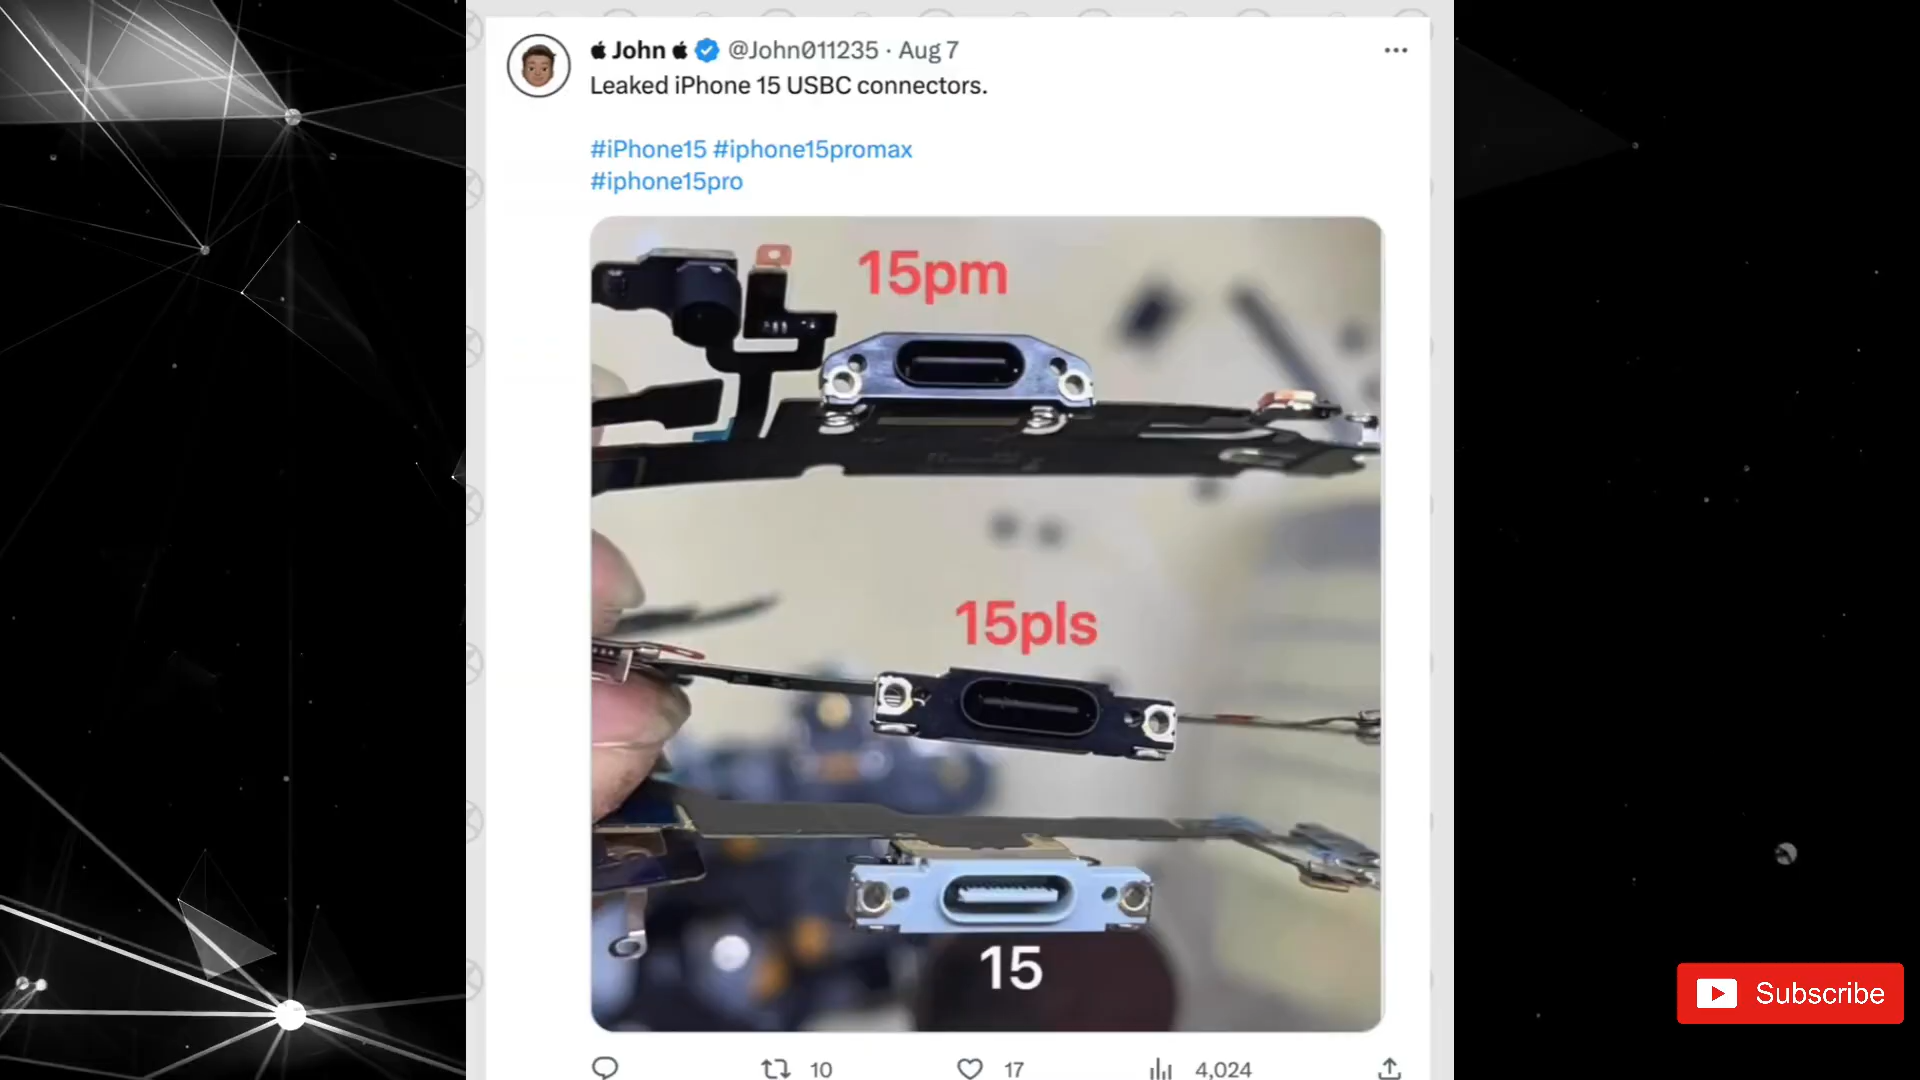 John @John011235 · Aug 7
Leaked iPhone 15 USBC connectors.
#iPhone15 #iphone15promax
#iphone15pro
15pm
15pls
15
10 17 4,024
Subscribe